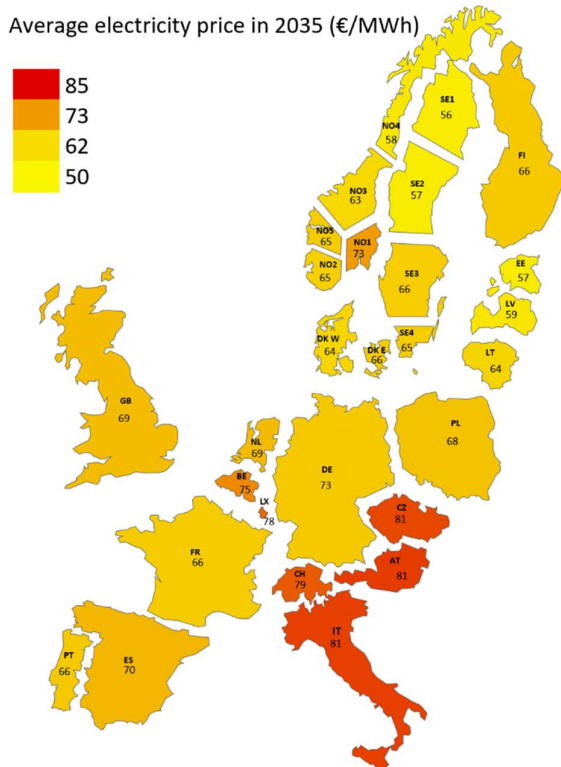 Average electricity price in 2035 (€/MWh)
85
73
62
50
SE1
56
NO4
58
FI
66
SE2
57
NO3
63
NO5
65
NO1
73
NO2
65
SE3
66
EE
57
LV
59
SE4
65
DK W
64
DK E
66
LT
64
GB
69
NL
69
PL
68
DE
73
BE
75
LX
78
CZ
81
FR
66
AT
81
CH
79
IT
81
PT
66
ES
70